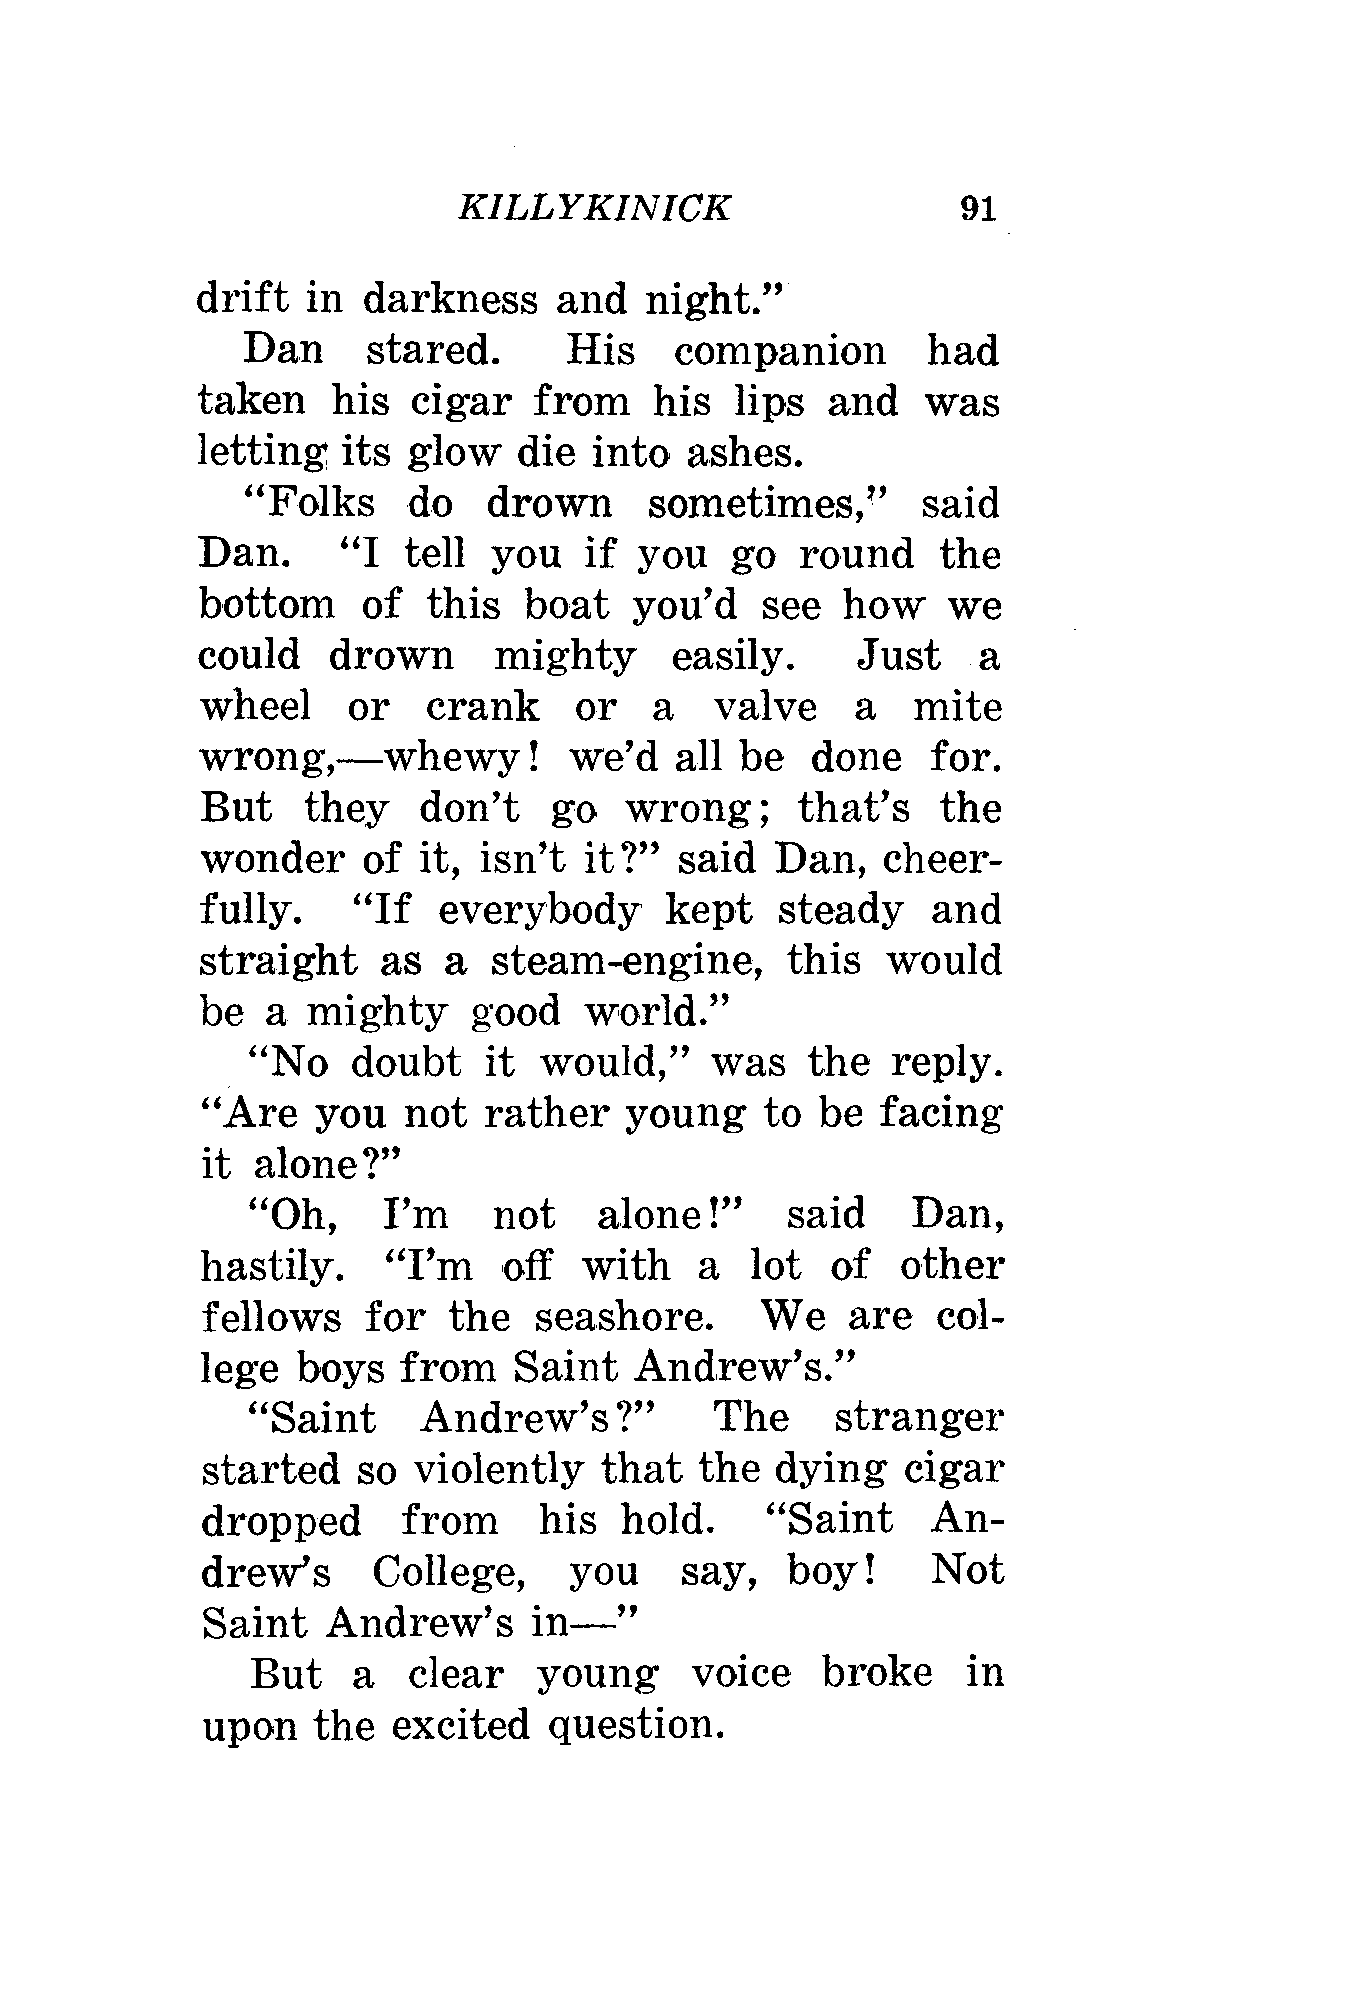 KILLYKINICK 91
drift in darkness and night.”
Dan stared. His companion had
taken his cigar from his lips and was
letting its glow die into ashes.
“Folks do drown sometimes,” said
Dan. “I tell you if you go round the
bottom of this boat you’d see how we
could drown mighty easily. Just a
wheel or crank or a valve a mite
wrong,—whewy! we’d all be done for.
But they don’t go wrong; that’s the
wonder of it, isn’t it?” said Dan, cheer-
fully. “If everybody kept steady and
straight as a steam-engine, this would
be a mighty good world.”
“No doubt it would,” was the reply.
“Are you not rather young to be facing
it alone?”
“Oh, I’m not alone!” said Dan,
hastily. “I’m off with a lot of other
fellows for the seashore. We are col-
lege boys from Saint Andrew’s.”
“Saint Andrew’s?” The stranger
started so violently that the dying cigar
dropped from his hold. “Saint An-
drew’s College, you say, boy! Not
Saint Andrew’s in—”
But a clear young voice broke in
upon the excited question.